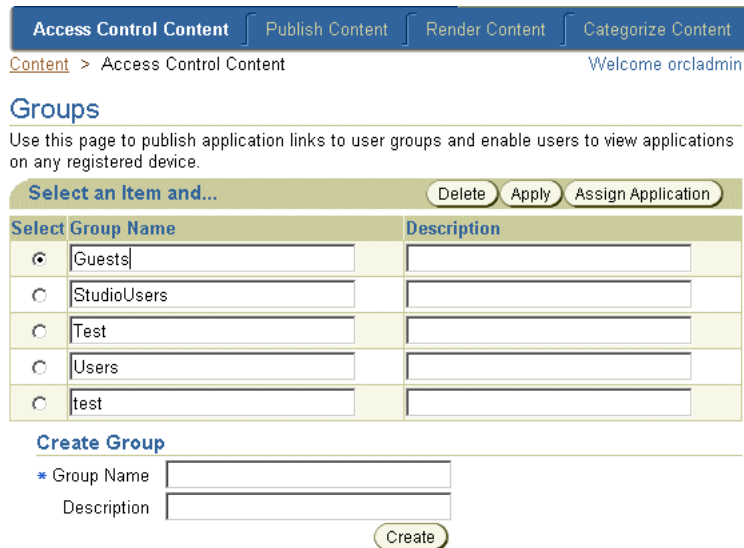 Access Control Content Publish Content Render Content Categorize Content
Content > Access Control Content Welcome orcladmin
Groups
Use this page to publish application links to user groups and enable users to view applications
on any registered device.
Select an Item and... Delete Apply Assign Application
Select Group Name Description
Guests
StudioUsers
Test
Users
test
Create Group
* Group Name
Description
Create